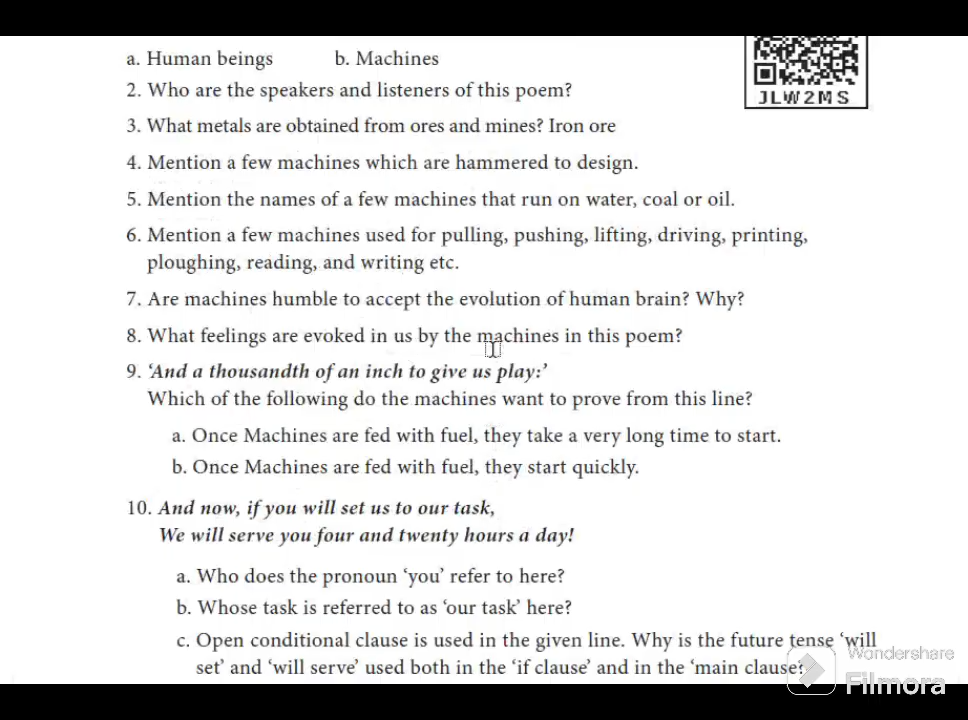 a. Human beings b. Machines
JLW2MS
2. Who are the speakers and listeners of this poem?
3. What metals are obtained from ores and mines? Iron ore
4. Mention a few machines which are hammered to design.
5. Mention the names of a few machines that run on water, coal or oil.
6. Mention a few machines used for pulling, pushing, lifting, driving, printing,
ploughing, reading, and writing etc.
7. Are machines humble to accept the evolution of human brain? Why?
8. What feelings are evoked in us by the machines in this poem?
9. ‘And a thousandth of an inch to give us play:’
Which of the following do the machines want to prove from this line?
a. Once Machines are fed with fuel, they take a very long time to start.
b. Once Machines are fed with fuel, they start quickly.
10. And now, if you will set us to our task,
We will serve you four and twenty hours a day!
a. Who does the pronoun ‘you’ refer to here?
b. Whose task is referred to as ‘our task’ here?
c. Open conditional clause is used in the given line. Why is the future tense ‘will
set’ and ‘will serve’ used both in the ‘if clause’ and in the ‘main clause?
Wondershare
Filmora